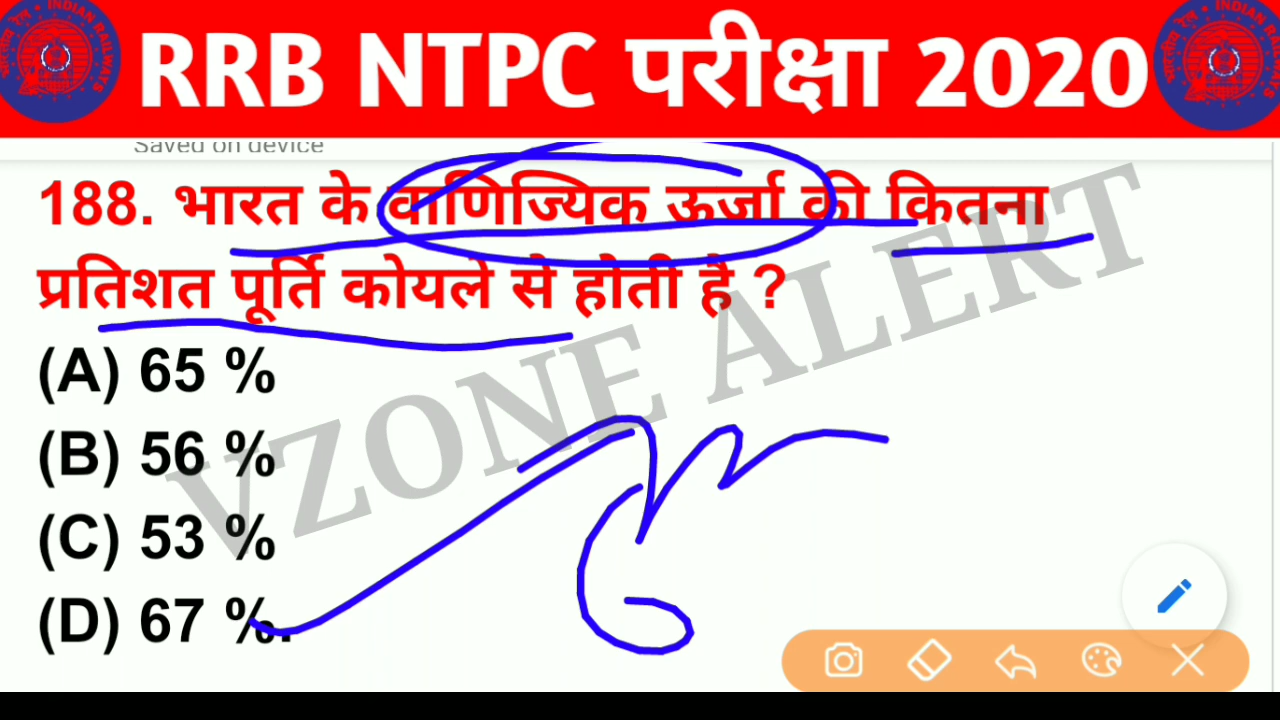 RRB NTPC परीक्षा 2020
Saved on device
188. भारत के वाणिज्यिक ऊर्जा की कितना
प्रतिशत पूर्ति कोयले से होती है ?
(A) 65 %
(B) 56 %
(C) 53 %
(D) 67 %.
VZONE ALERT